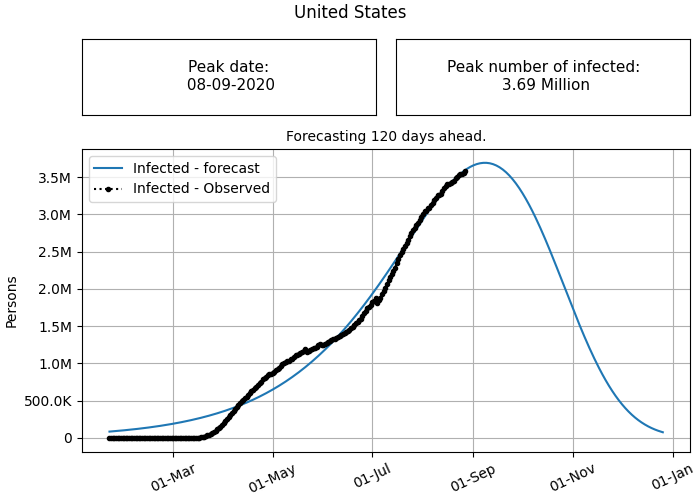 United States
Peak date:
08-09-2020
Peak number of infected:
3.69 Million
Forecasting 120 days ahead.
Infected - forecast
Infected - Observed
Persons
3.5M
3.0M
2.5M
2.0M
1.5M
1.0M
500.0K
0
01-Mar
01-May
01-Jul
01-Sep
01-Nov
01-Jan